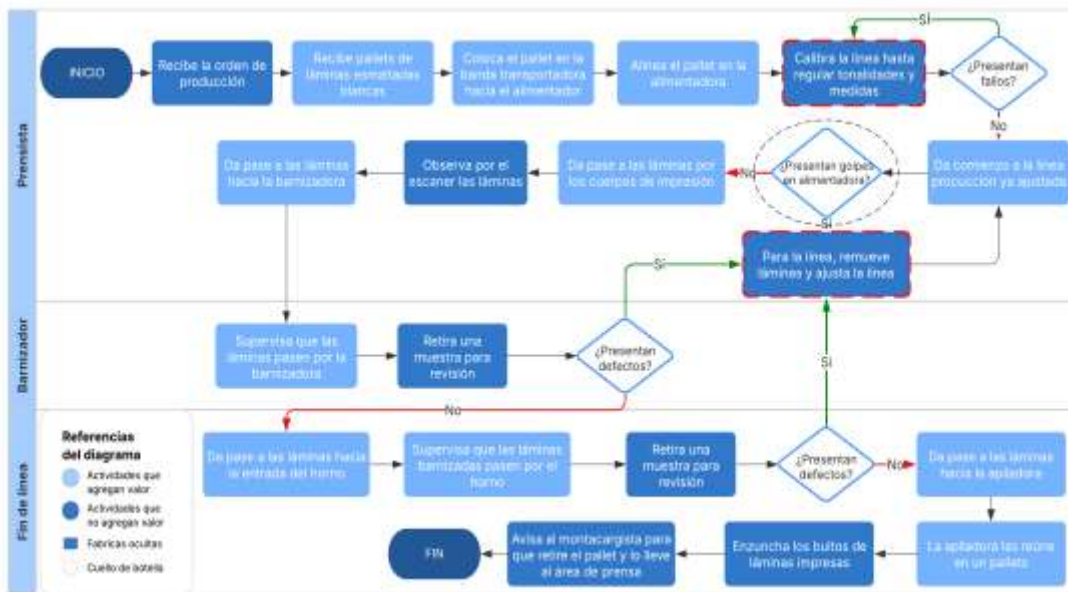 Prensista
INICIO
Recibe la orden de
producción
Recibe pallets de
láminas esmaltadas
blancas
Coloca el pallet en la
banda transportadora
hacia el alimentador
Alinea el pallet en la
alimentadora
Calibra la línea hasta
regular tonalidades y
medidas
¿Presentan
fallos?
Sí
No
Da pase a las láminas
hacia la barnizadora
Observa por el
escaner las láminas
Da pase a las láminas por
los cuerpos de impresión
No
¿Presentan golpes
en alimentadora?
Da comienzo a la línea
producción ya ajustada
Sí
Para la línea, remueve
láminas y ajusta la línea
Sí
Barnizador
Supervisa que las
láminas pasen por la
barnizadora
Retira una
muestra para
revisión
¿Presentan
defectos?
Sí
No
Fin de línea
Referencias
del diagrama
Actividades que
agregan valor
Actividades que
no agregan valor
Fabricas ocultas
Cuello de botella
Da pase a las láminas hacia
la entrada del horno
Supervisa que las láminas
barnizadas pasen por el
horno
Retira una
muestra para
revisión
¿Presentan
defectos?
No
Da pase a las láminas
hacia la apiladora
FIN
Avisa al montacargista para
que retire el pallet y lo lleve
al área de prensa
Enzuncha los bultos de
láminas impresas
La apiladora las reúne
en un pallets